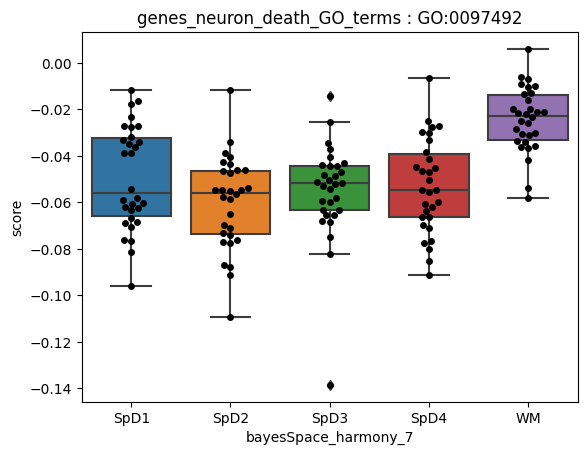 genes_neuron_death_GO_terms : GO:0097492
0.00
−0.02
−0.04
−0.06
−0.08
−0.10
−0.12
−0.14
score
SpD1 SpD2 SpD3 SpD4 WM
bayesSpace_harmony_7